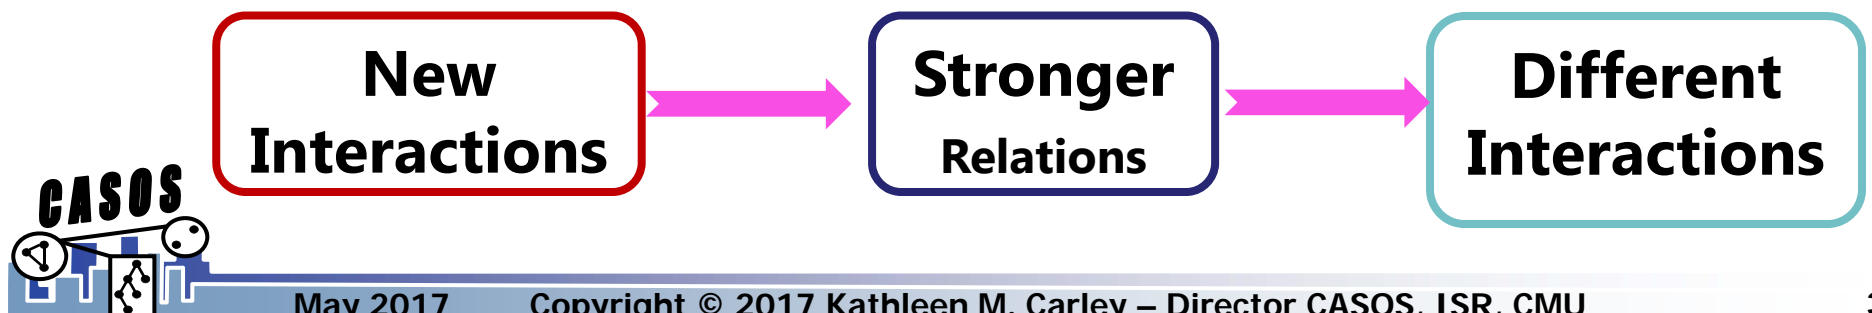 New
Interactions
Stronger
Relations
Different
Interactions
CASOS
May 2017 Copyright © 2017 Kathleen M. Carley – Director CASOS, ISR, CMU